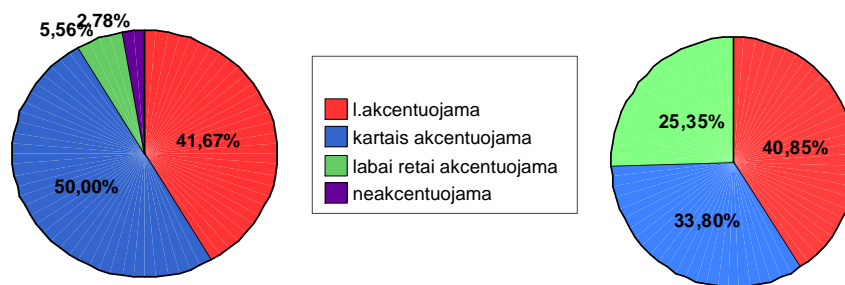 2,78%
5,56%
41,67%
50,00%
l.akcentuojama
kartais akcentuojama
labai retai akcentuojama
neakcentuojama
25,35%
40,85%
33,80%